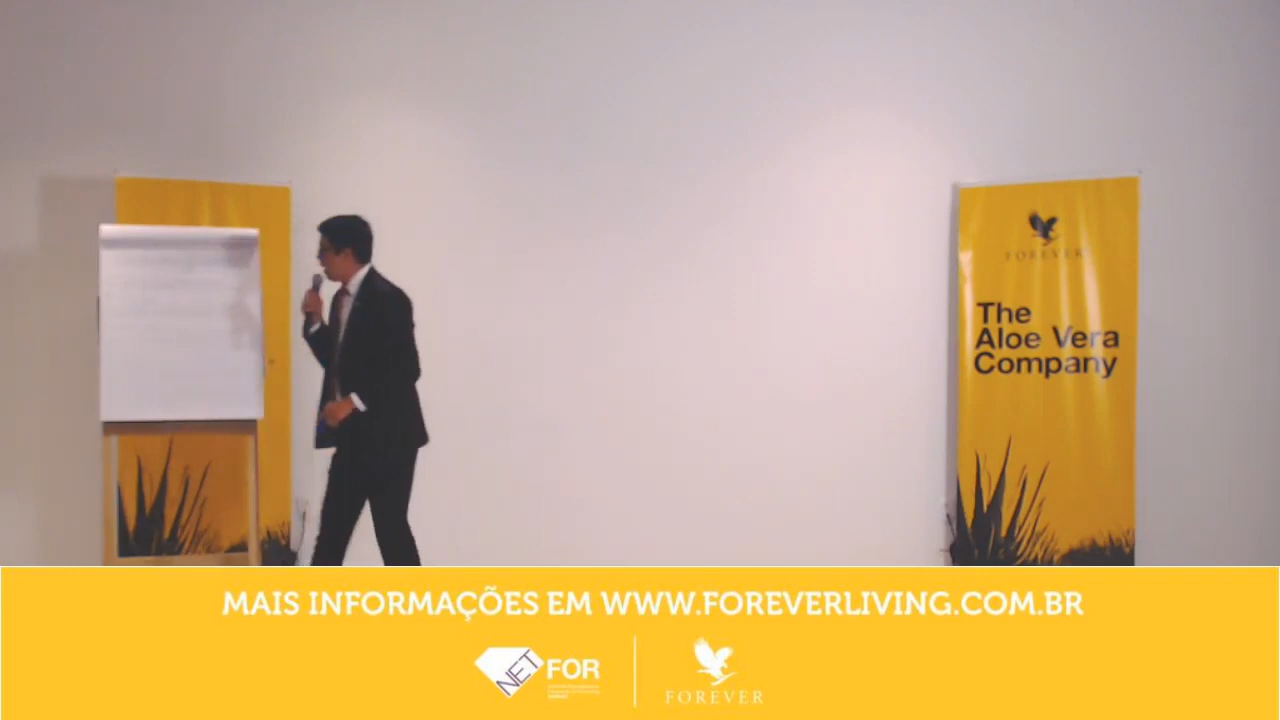 FOREVER
The
Aloe Vera
Company
MAIS INFORMAÇÕES EM WWW.FOREVERLIVING.COM.BR
NET FOR
FOREVER